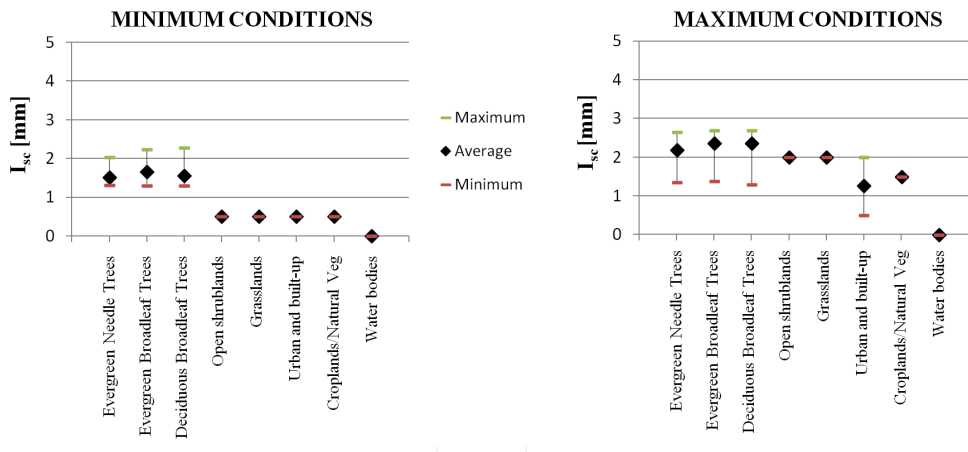 MINIMUM CONDITIONS
I_sc [mm]
5
4
3
2
1
0
Evergreen Needle Trees
Evergreen Broadleaf Trees
Deciduous Broadleaf Trees
Open shrublands
Grasslands
Urban and built-up
Croplands/Natural Veg
Water bodies
Maximum
Average
Minimum
MAXIMUM CONDITIONS
I_sc [mm]
5
4
3
2
1
0
Evergreen Needle Trees
Evergreen Broadleaf Trees
Deciduous Broadleaf Trees
Open shrublands
Grasslands
Urban and built-up
Croplands/Natural Veg
Water bodies